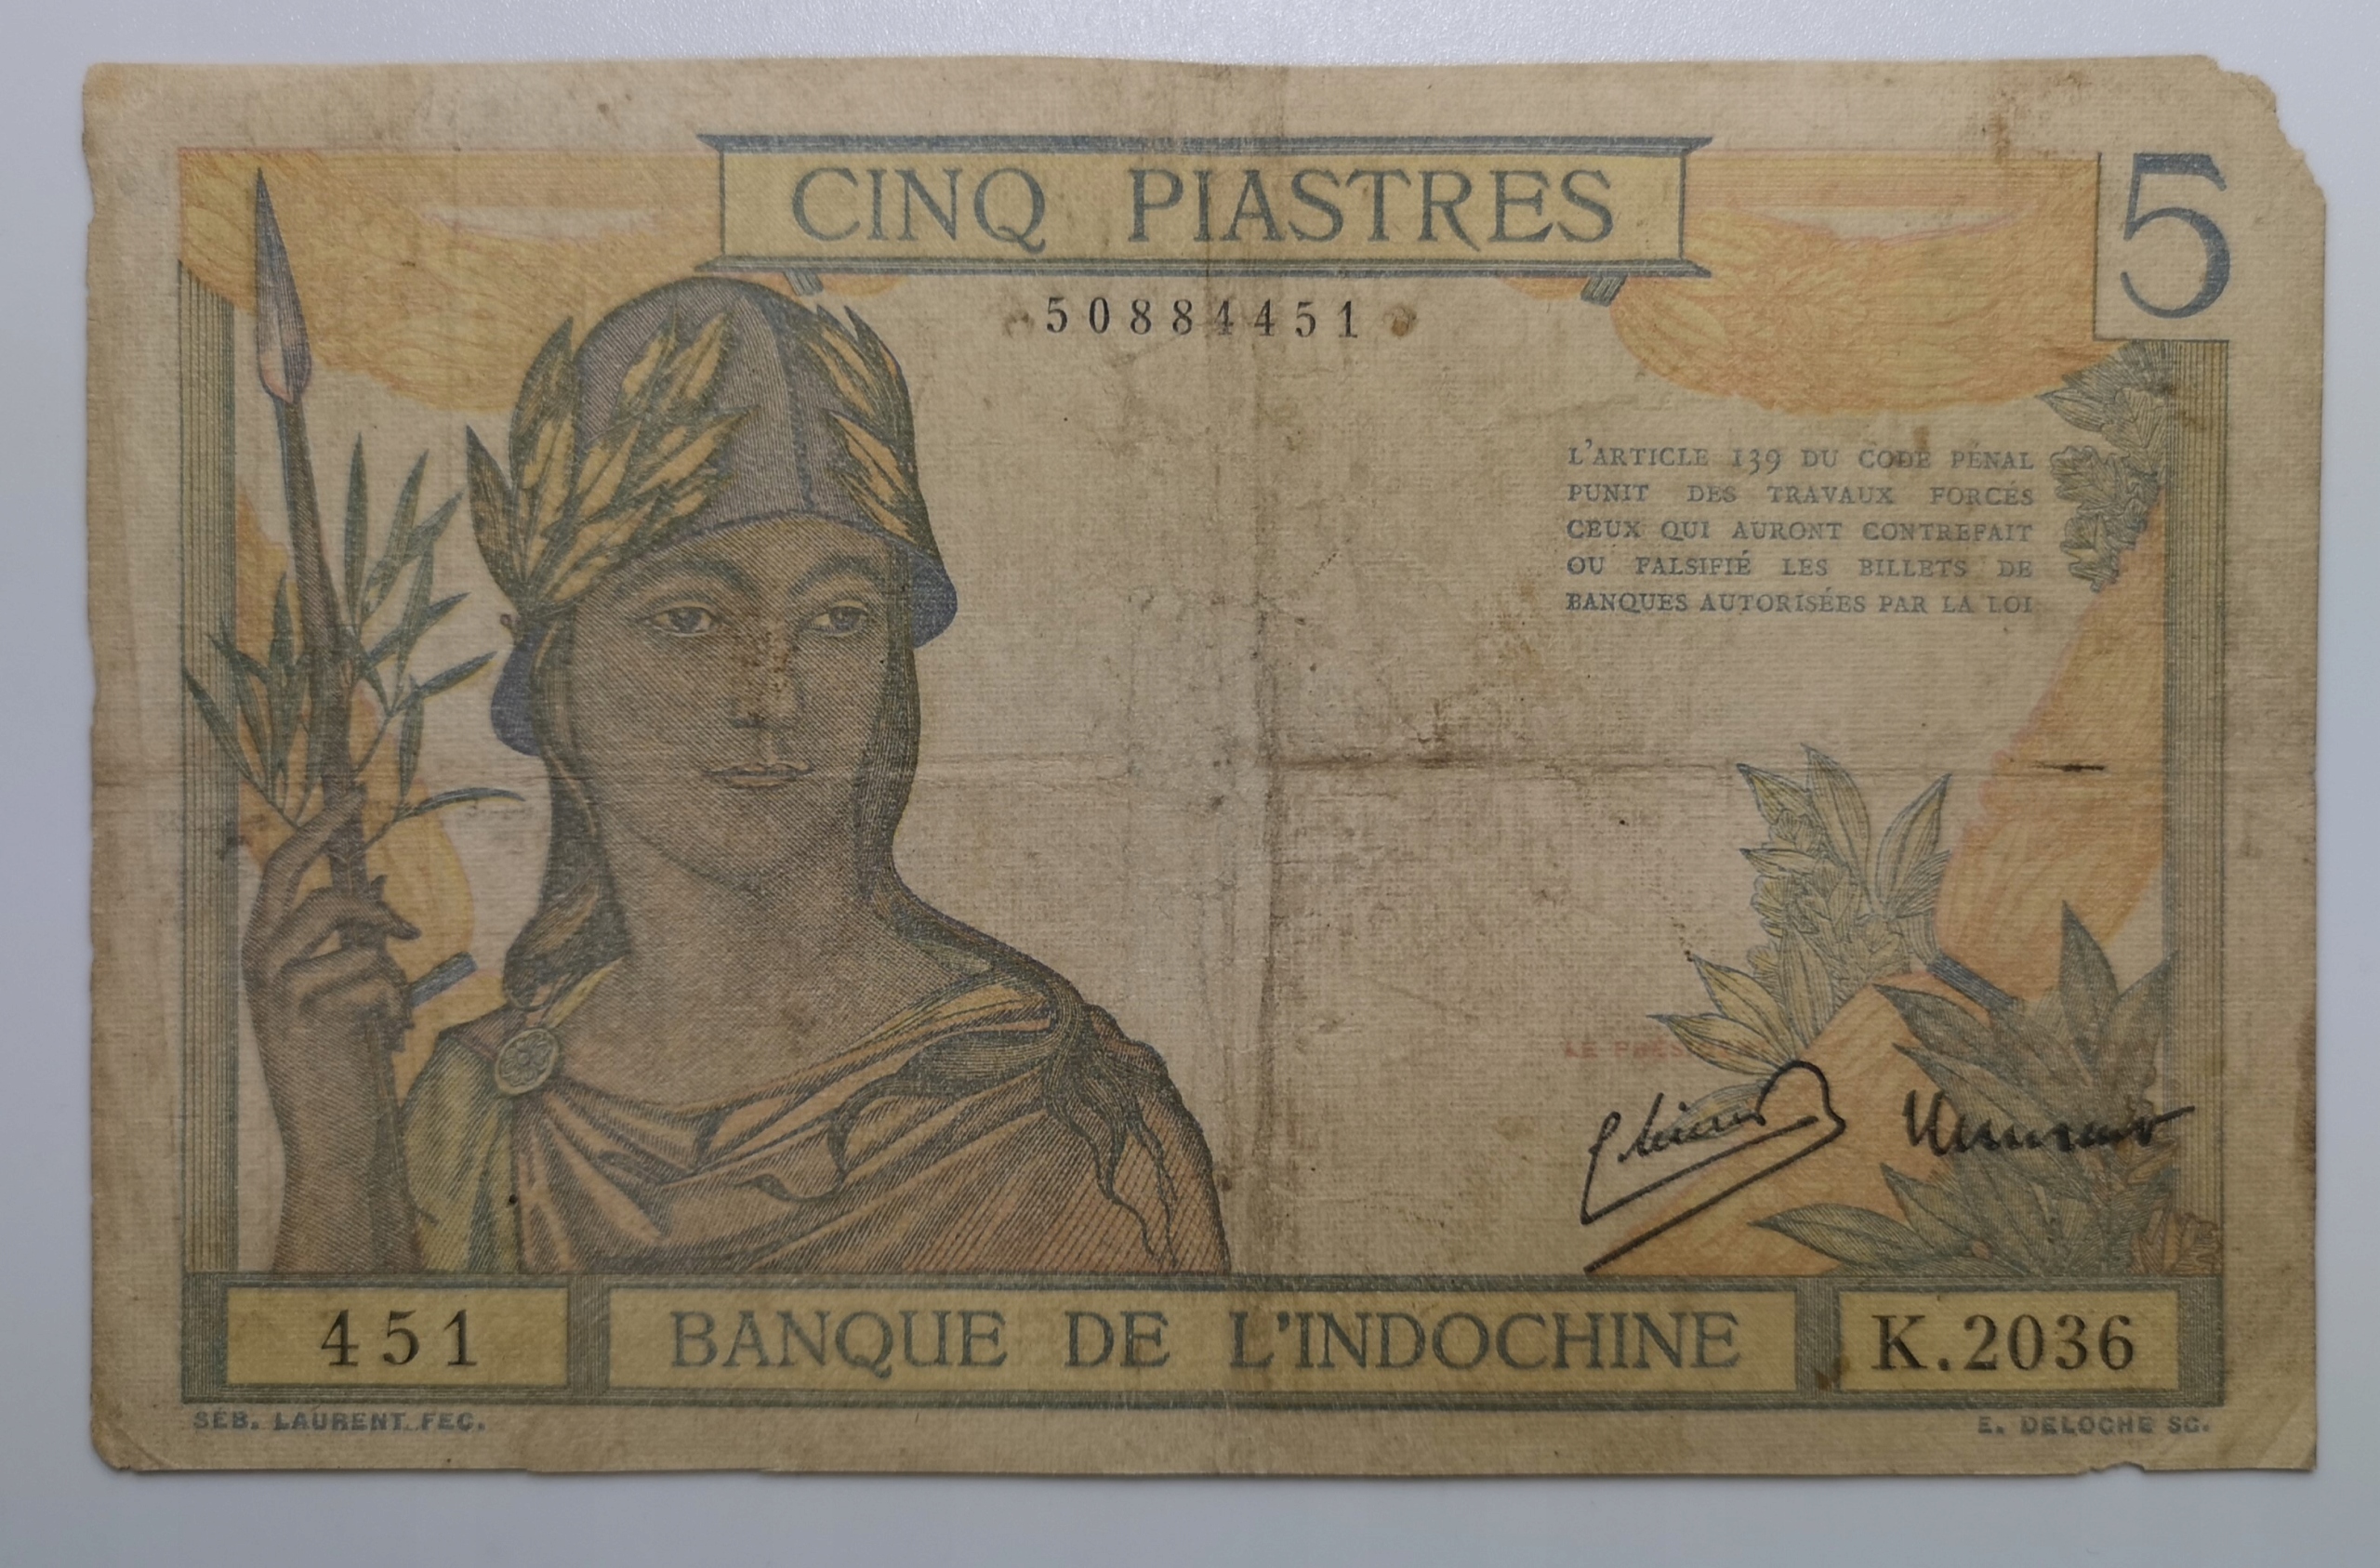 CINQ PIASTRES
5
50884451
L'ARTICLE 139 DU CODE PÉNAL
PUNIT DES TRAVAUX FORCÉS
CEUX QUI AURONT CONTREFAIT
OU FALSIFIÉ LES BILLETS DE
BANQUES AUTORISÉES PAR LA LOI
LE
451
BANQUE DE L'INDOCHINE
K.2036
SÉB. LAURENT FEC.
E. DELOCHE SC.